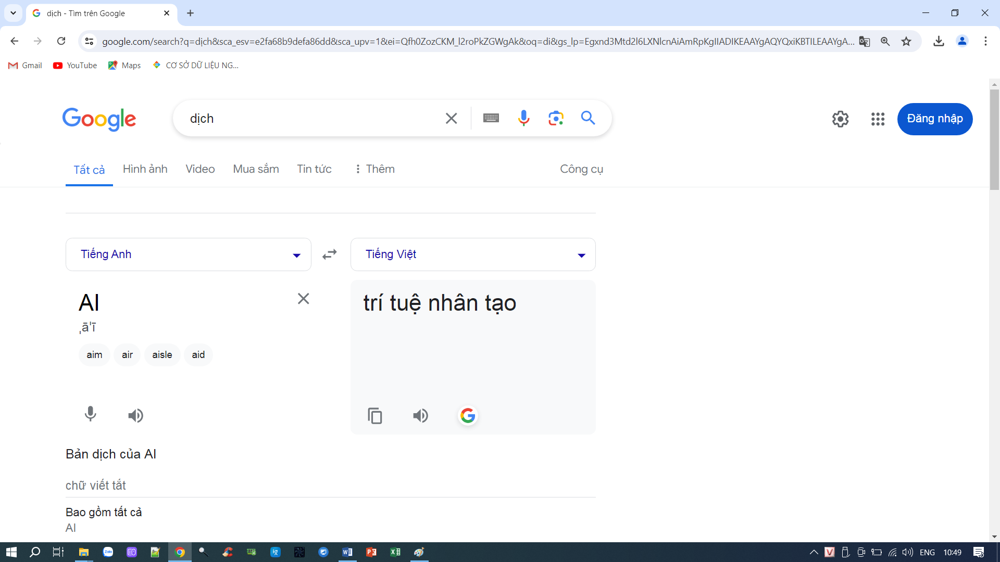 dịch - Tìm trên Google
google.com/search?q=dịch&sca_esv=e2fa68b9defa86dd&sca_upv=1&ei=Qfh0ZozCKM_l2roPkZGWgAk&oq=di&gs_lp=Egxnd3Mtd2l6LXNlcnAiAmRpKgIIADIKEAAYgAQYQxiKBTILEAAYgA...
Gmail YouTube Maps CƠ SỞ DỮ LIỆU NG...
Google dịch Đăng nhập
Tất cả Hình ảnh Video Mua sắm Tin tức Thêm Công cụ
Tiếng Anh Tiếng Việt
AI trí tuệ nhân tạo
ˌā'ī
aim air aisle aid
Bản dịch của AI
chữ viết tắt
Bao gồm tất cả
AI
Zalo ENG 10:49